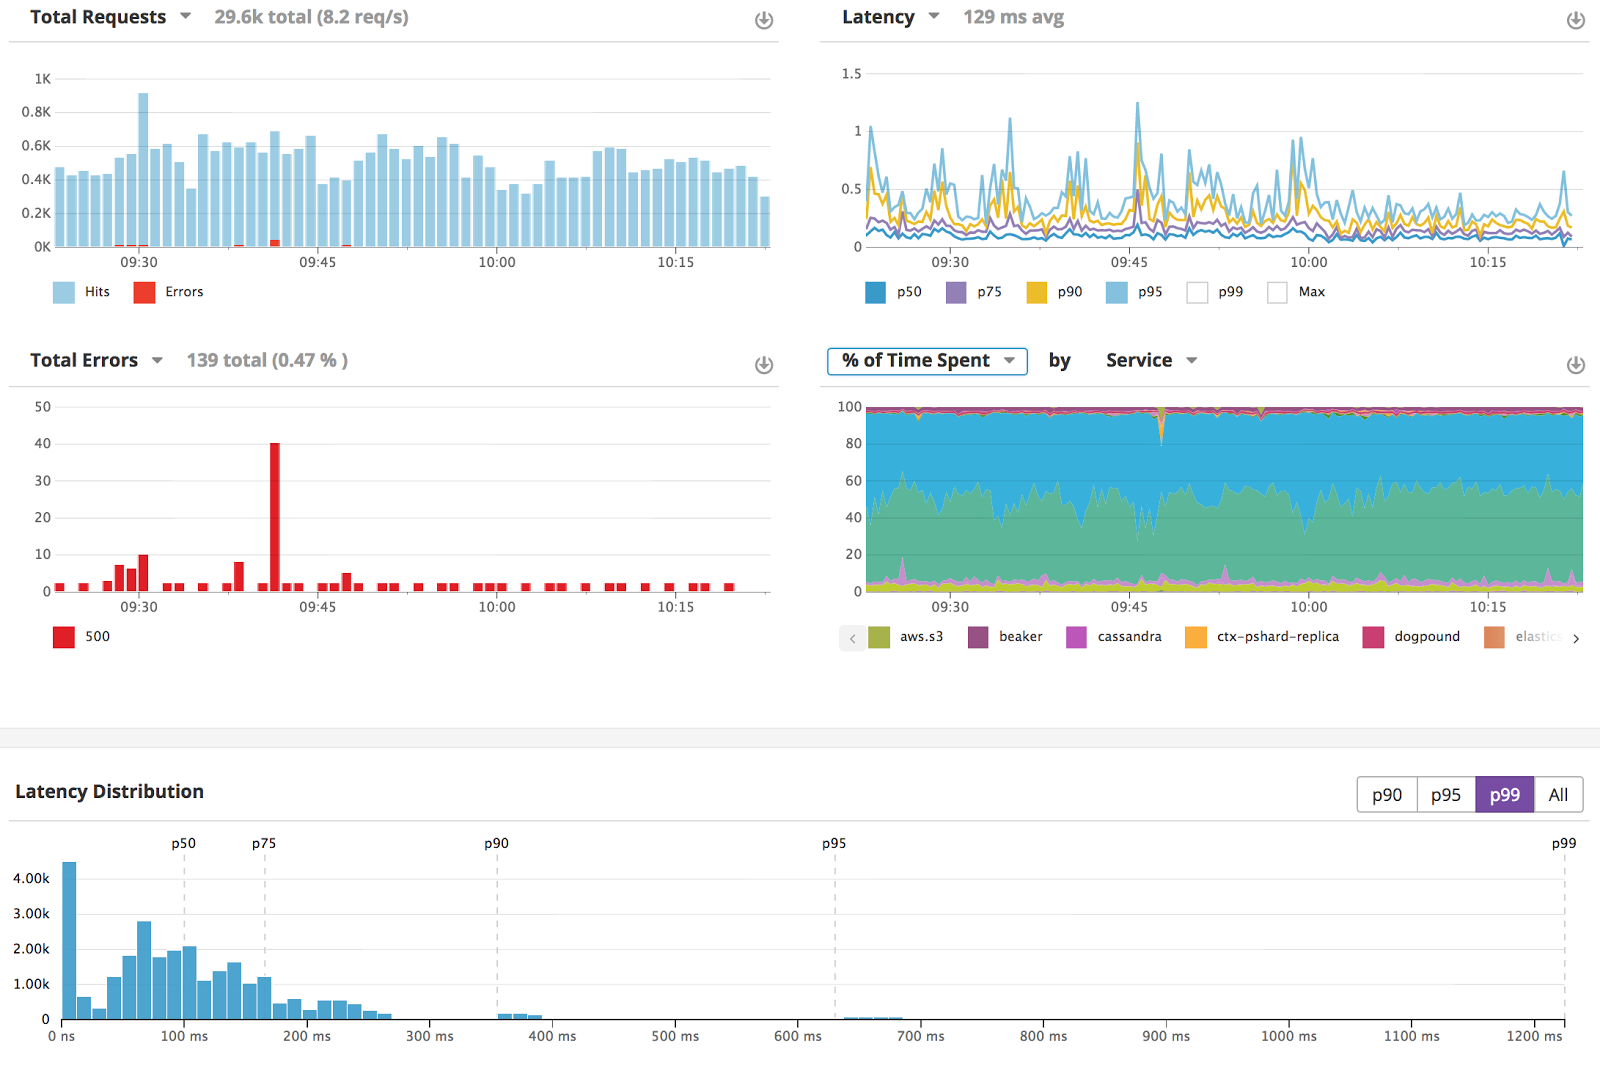 Total Requests 29.6k total (8.2 req/s)
1K
0.8K
0.6K
0.4K
0.2K
0K
09:30 09:45 10:00 10:15
Hits Errors
Latency 129 ms avg
1.5
1
0.5
0
09:30 09:45 10:00 10:15
p50 p75 p90 p95 p99 Max
Total Errors 139 total (0.47 % )
50
40
30
20
10
0
09:30 09:45 10:00 10:15
500
% of Time Spent by Service
100
80
60
40
20
0
09:30 09:45 10:00 10:15
aws.s3 beaker cassandra ctx-pshard-replica dogpound elastics
Latency Distribution
p90 p95 p99 All
p50 p75 p90 p95 p99
4.00k
3.00k
2.00k
1.00k
0
0 ns 100 ms 200 ms 300 ms 400 ms 500 ms 600 ms 700 ms 800 ms 900 ms 1000 ms 1100 ms 1200 ms